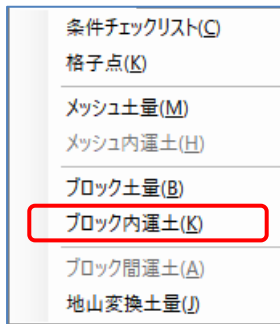 条件チェックリスト(C)
格子点(K)
メッシュ土量(M)
メッシュ内運土(H)
ブロック土量(B)
ブロック内運土(K)
ブロック間運土(A)
地山変換土量(J)